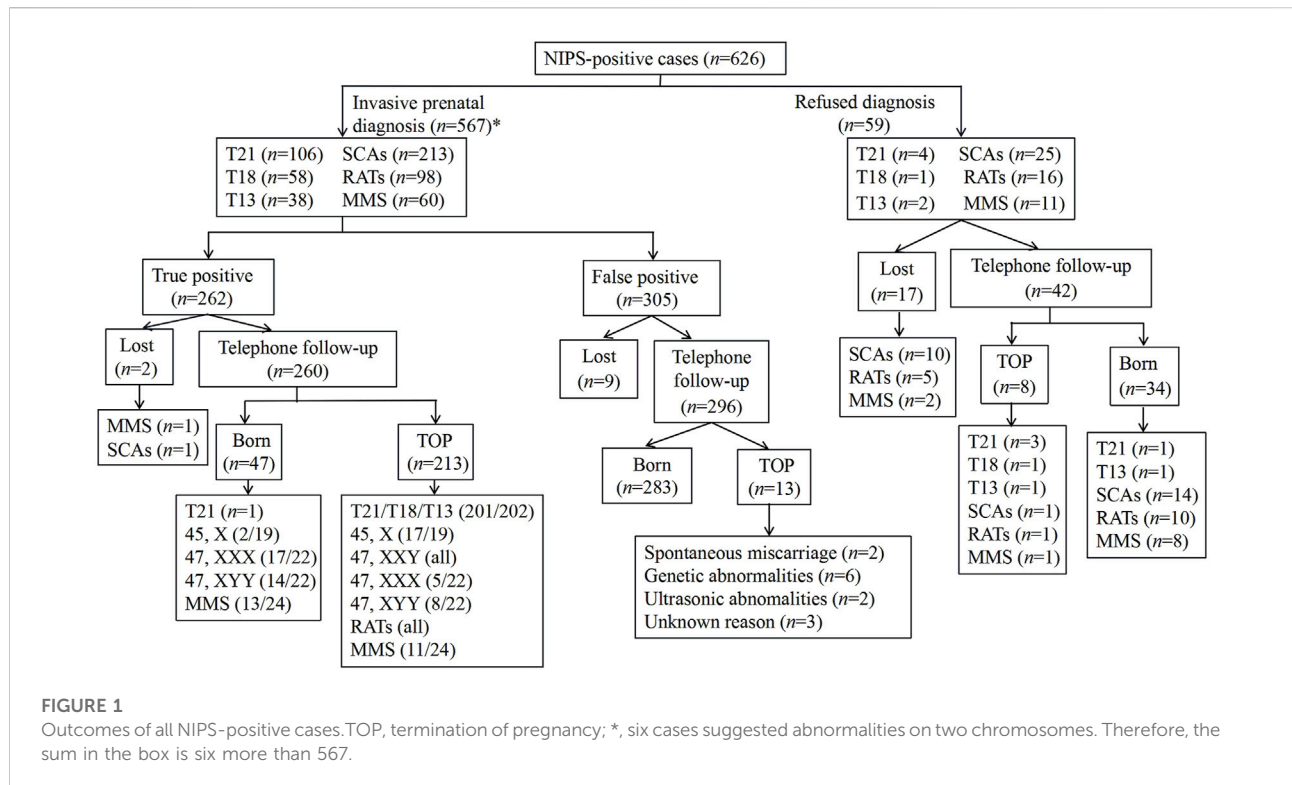 NIPS-positive cases (n=626)
Invasive prenatal
diagnosis (n=567)*
Refused diagnosis
(n=59)
T21 (n=106) SCAs (n=213)
T18 (n=58) RATs (n=98)
T13 (n=38) MMS (n=60)
T21 (n=4) SCAs (n=25)
T18 (n=1) RATs (n=16)
T13 (n=2) MMS (n=11)
True positive
(n=262)
False positive
(n=305)
Lost
(n=17)
Telephone follow-up
(n=42)
Lost
(n=2)
Telephone follow-up
(n=260)
Lost
(n=9)
Telephone
follow-up
(n=296)
SCAs (n=10)
RATs (n=5)
MMS (n=2)
TOP
(n=8)
Born
(n=34)
MMS (n=1)
SCAs (n=1)
Born
(n=47)
TOP
(n=213)
Born
(n=283)
TOP
(n=13)
T21 (n=3)
T18 (n=1)
T13 (n=1)
SCAs (n=1)
RATs (n=1)
MMS (n=1)
T21 (n=1)
T13 (n=1)
SCAs (n=14)
RATs (n=10)
MMS (n=8)
T21 (n=1)
45, X (2/19)
47, XXX (17/22)
47, XYY (14/22)
MMS (13/24)
T21/T18/T13 (201/202)
45, X (17/19)
47, XXY (all)
47, XXX (5/22)
47, XYY (8/22)
RATs (all)
MMS (11/24)
Spontaneous miscarriage (n=2)
Genetic abnormalities (n=6)
Ultrasonic abnomalities (n=2)
Unknown reason (n=3)
FIGURE 1
Outcomes of all NIPS-positive cases.TOP, termination of pregnancy; *, six cases suggested abnormalities on two chromosomes. Therefore, the
sum in the box is six more than 567.